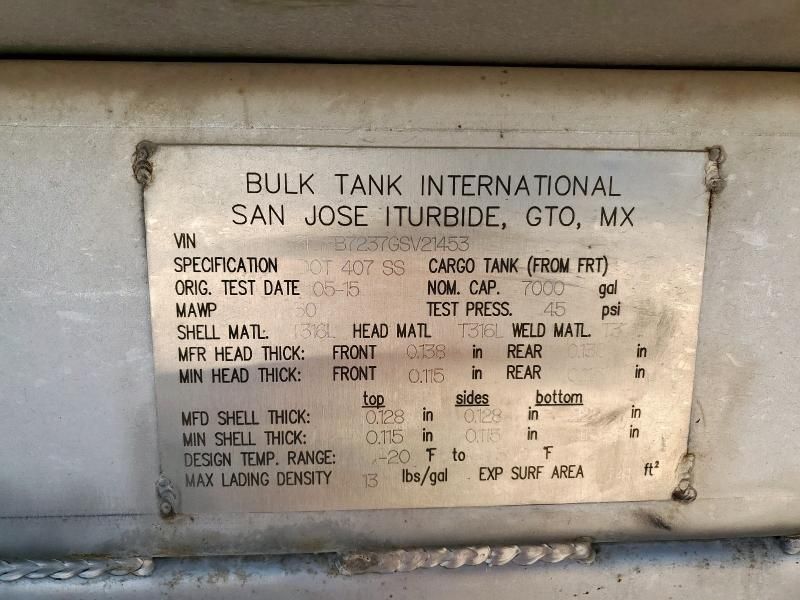 BULK TANK INTERNATIONAL
SAN JOSE ITURBIDE, GTO, MX
VIN B7237GSV21453
SPECIFICATION DOT 407 SS CARGO TANK (FROM FRT)
ORIG. TEST DATE 05-15 NOM. CAP. 7000 gal
MAWP TEST PRESS. 45 psi
SHELL MATL: T316L HEAD MATL T316L WELD MATL.
MFR HEAD THICK: FRONT 0.138 in REAR in
MIN HEAD THICK: FRONT 0.115 in REAR in
top sides bottom
MFD SHELL THICK: 0.128 in 0.128 in in
MIN SHELL THICK: 0.115 in 0.115 in in
DESIGN TEMP. RANGE: -20 °F to °F
MAX LADING DENSITY 13 lbs/gal EXP SURF AREA ft²